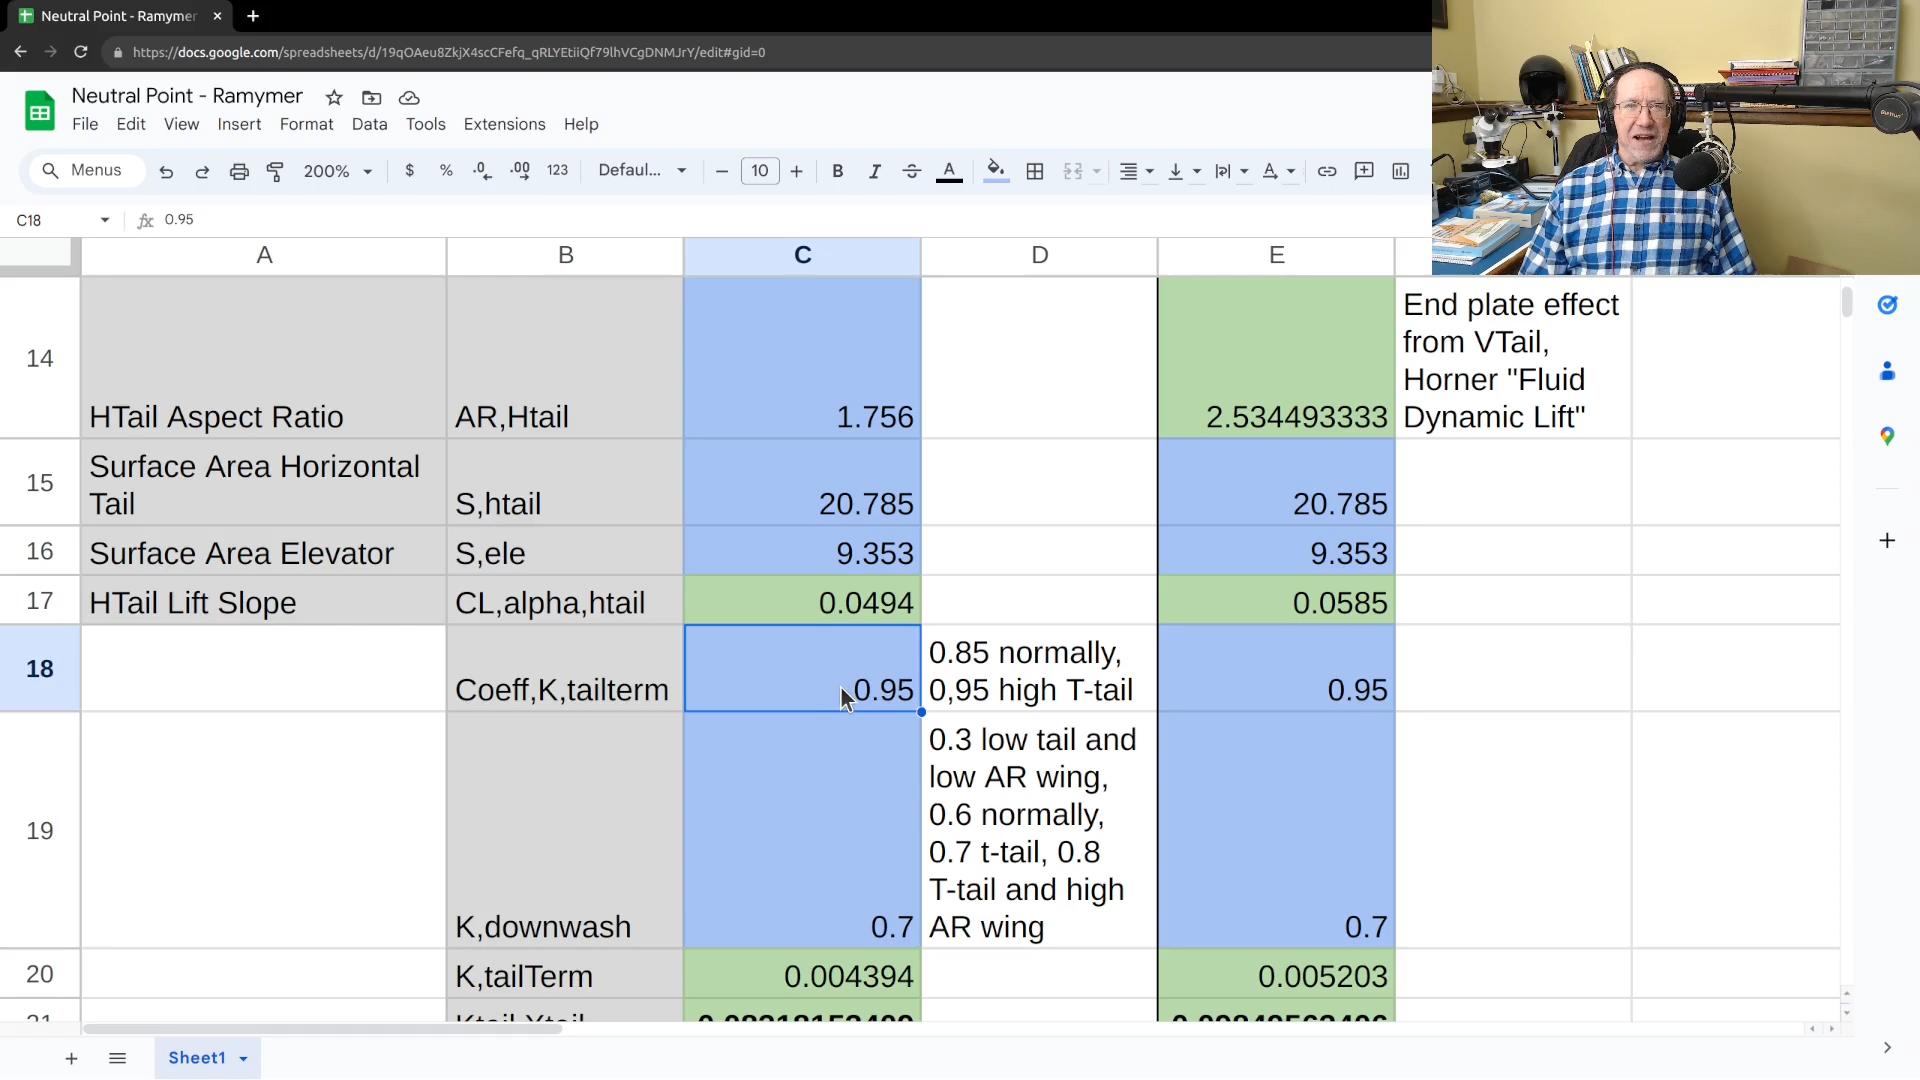 Neutral Point - Ramymer
https://docs.google.com/spreadsheets/d/19qOAeu8ZkjX4scCFefq_qRLYEtiiQf79lhVCgDNMJrY/edit#gid=0
Neutral Point - Ramymer
File Edit View Insert Format Data Tools Extensions Help
Menus 200% $ % .0 .00 123 Defaul... 10 B I A
C18 fx 0.95
A B C D E
14 HTail Aspect Ratio AR,Htail 1.756 2.534493333
End plate effect
from VTail,
Horner "Fluid
Dynamic Lift"
15 Surface Area Horizontal
Tail S,htail 20.785 20.785
16 Surface Area Elevator S,ele 9.353 9.353
17 HTail Lift Slope CL,alpha,htail 0.0494 0.0585
18 Coeff,K,tailterm 0.95
0.85 normally,
0,95 high T-tail
0.95
19 K,downwash 0.7
0.3 low tail and
low AR wing,
0.6 normally,
0.7 t-tail, 0.8
T-tail and high
AR wing
0.7
20 K,tailTerm 0.004394 0.005203
Sheet1